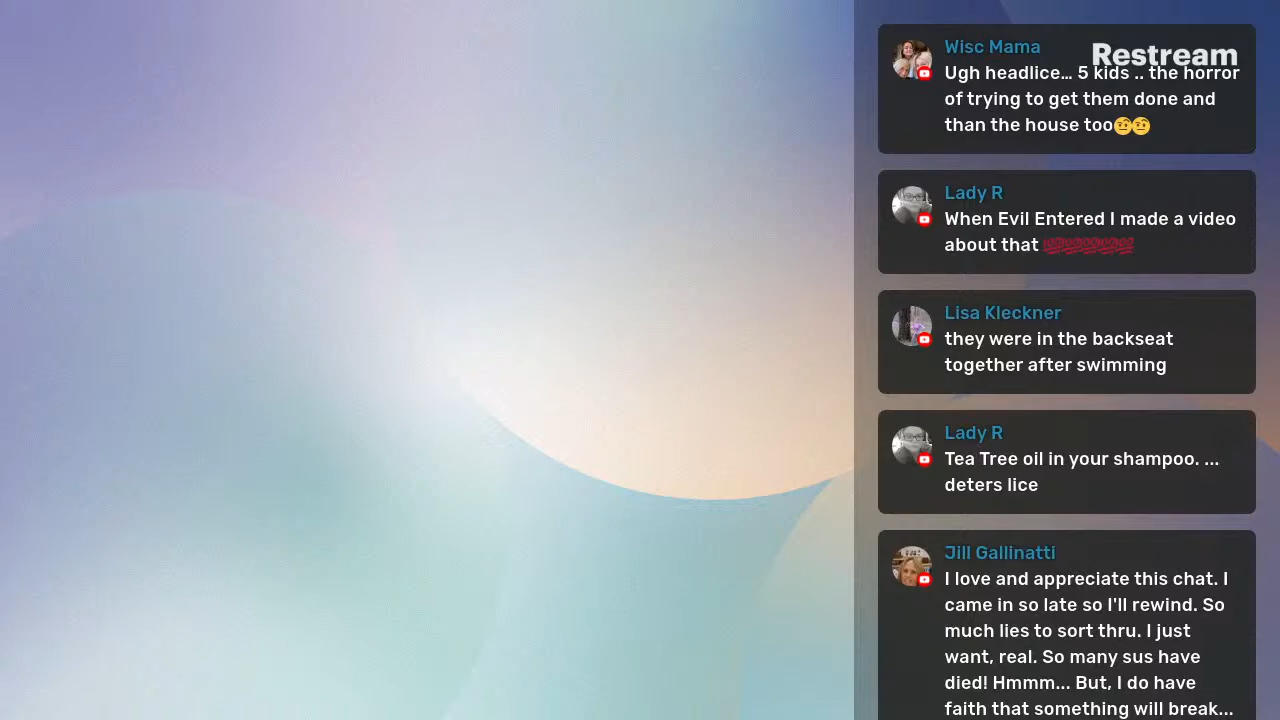 Wisc Mama
Restream
Ugh headlice... 5 kids .. the horror
of trying to get them done and
than the house too🤨🤨
Lady R
When Evil Entered I made a video
about that 💯💯💯💯💯
Lisa Kleckner
they were in the backseat
together after swimming
Lady R
Tea Tree oil in your shampoo. ...
deters lice
Jill Gallinatti
I love and appreciate this chat. I
came in so late so I'll rewind. So
much lies to sort thru. I just
want, real. So many sus have
died! Hmmm... But, I do have
faith that something will break...